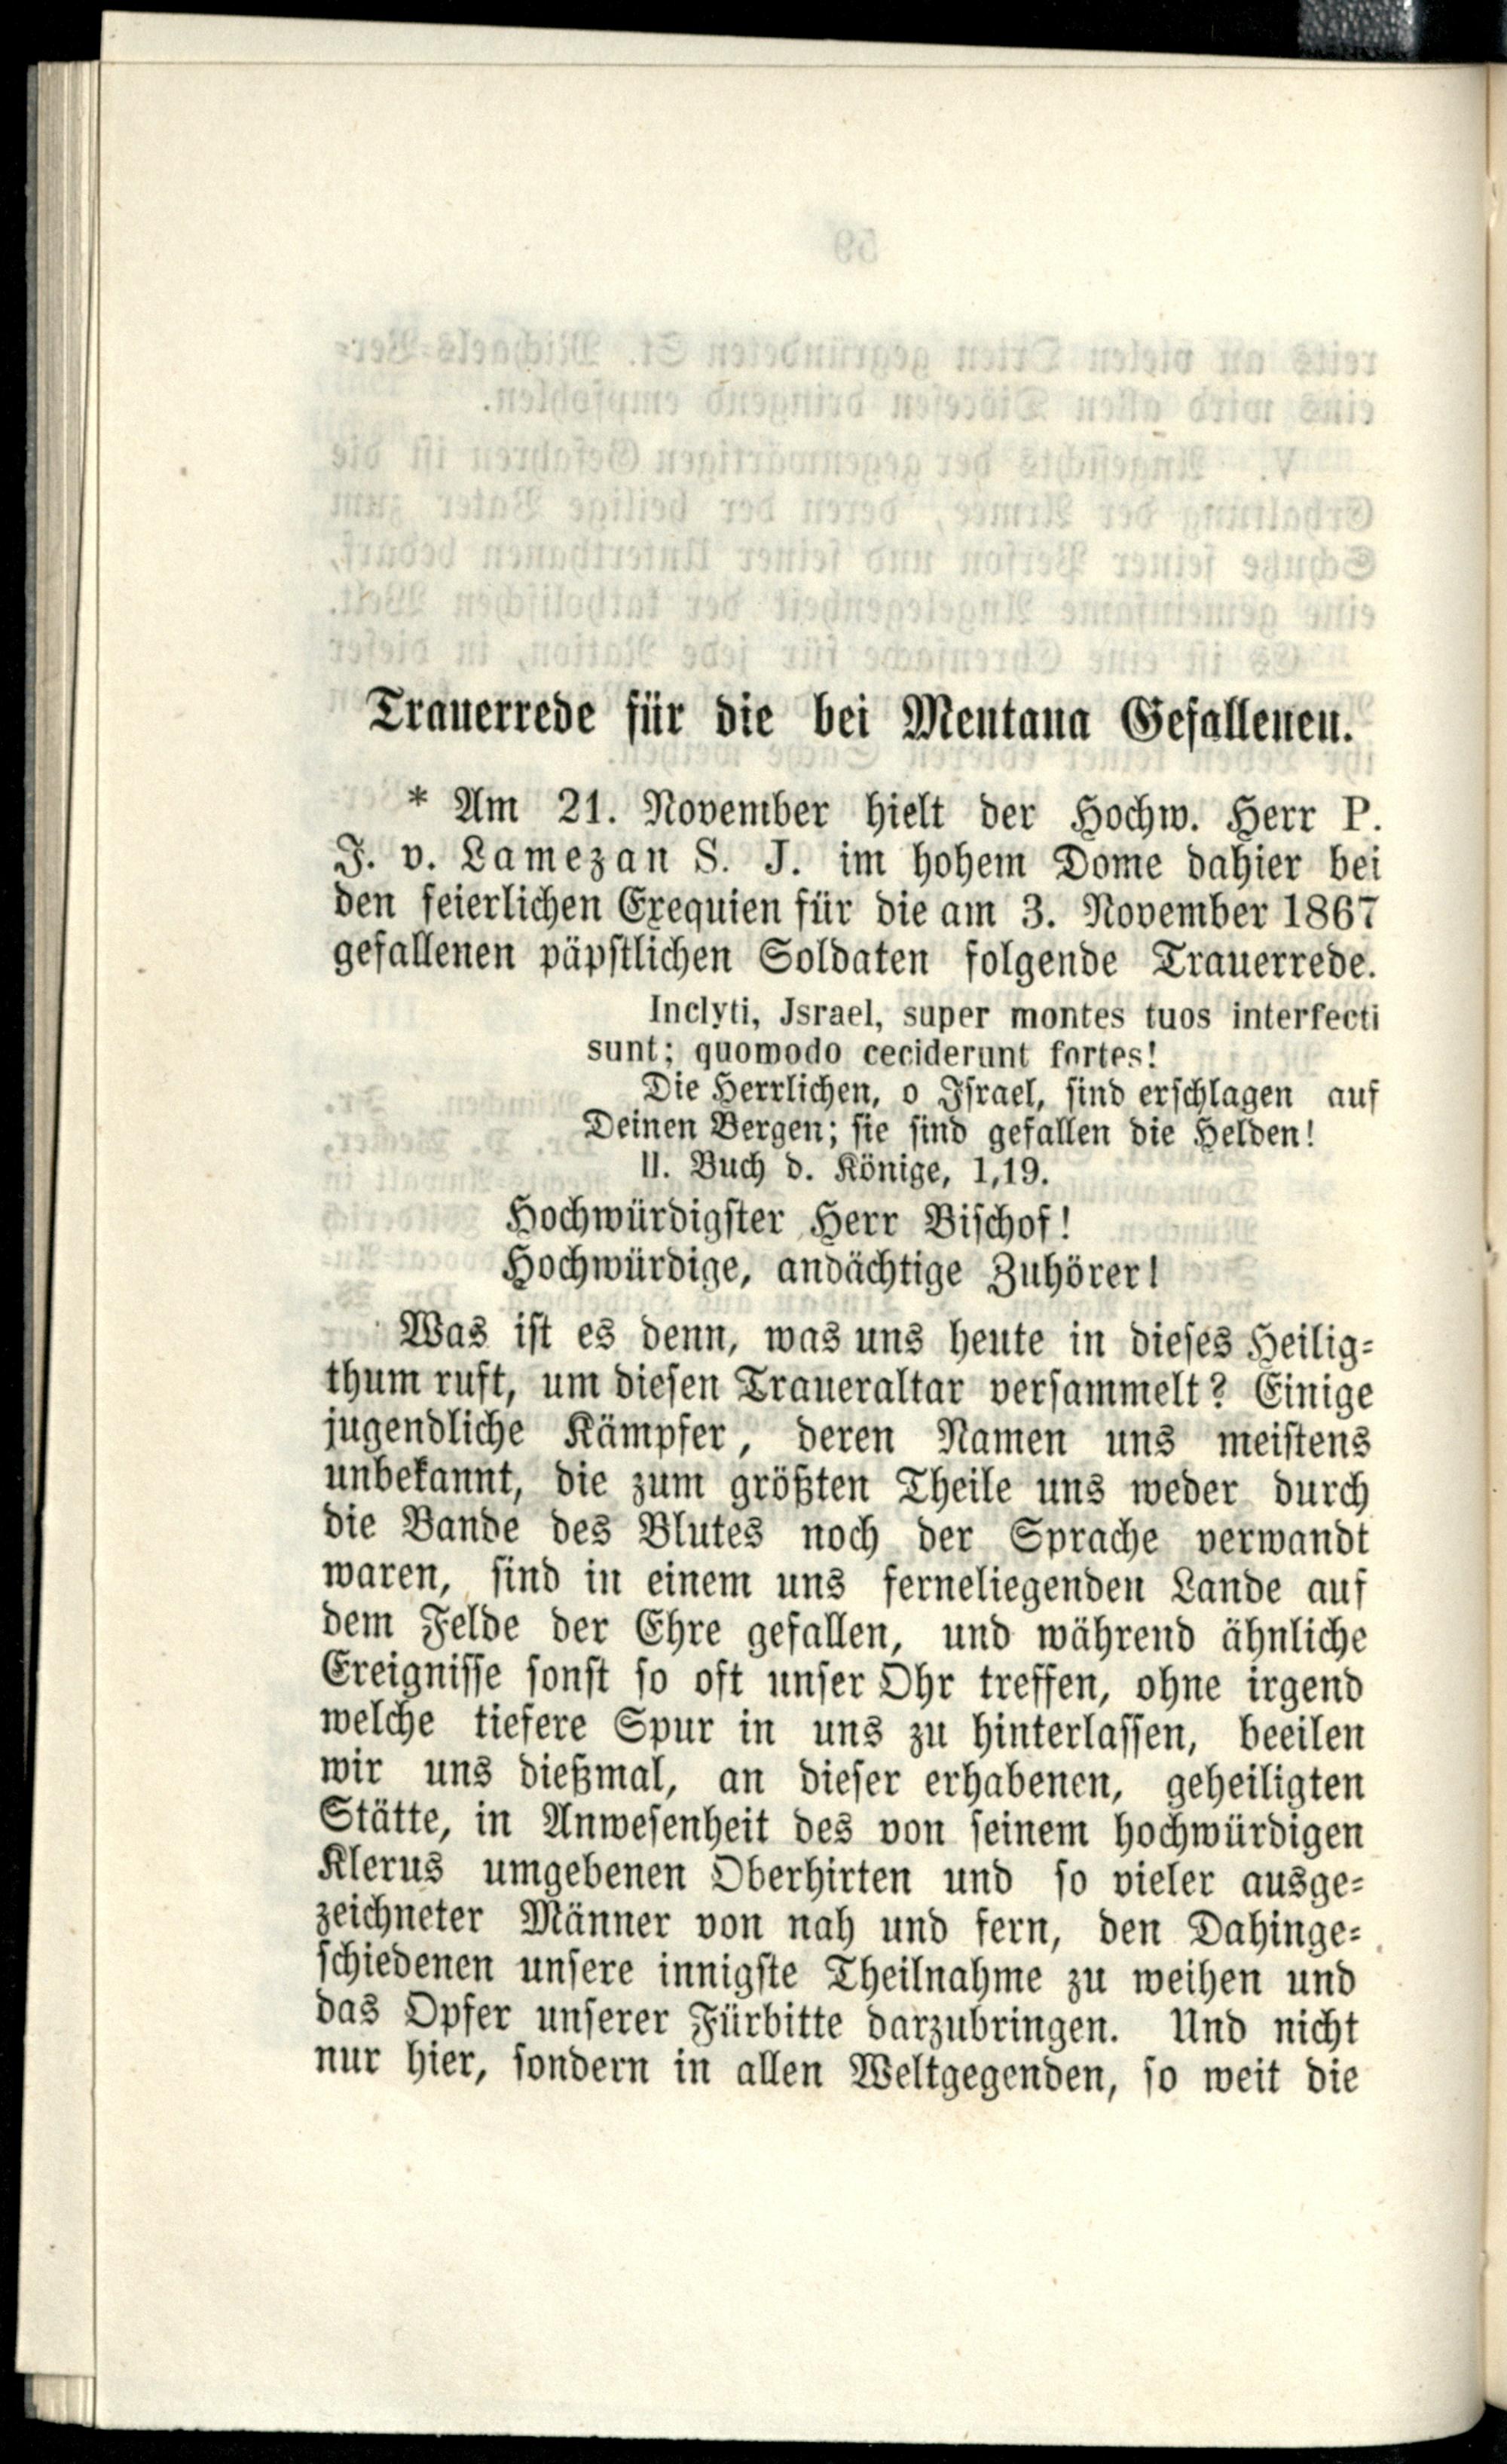 Trauerrede für die bei Mentana Gefallenen.
* Am 21. November hielt der Hochw. Herr P.
J. v. Lamezan S. J. im hohem Dome dahier bei
den feierlichen Exequien für die am 3. November 1867
gefallenen päpstlichen Soldaten folgende Trauerrede.
Inclyti, Jsrael, super montes tuos interfecti
sunt; quomodo ceciderunt fortes!
Die Herrlichen, o Israel, sind erschlagen auf
Deinen Bergen; sie sind gefallen die Helden!
II. Buch d. Könige, 1,19.
Hochwürdigster Herr Bischof!
Hochwürdige, andächtige Zuhörer!
Was ist es denn, was uns heute in dieses Heilig-
thum ruft, um diesen Traueraltar versammelt? Einige
jugendliche Kämpfer, deren Namen uns meistens
unbekannt, die zum größten Theile uns weder durch
die Bande des Blutes noch der Sprache verwandt
waren, sind in einem uns ferneliegenden Lande auf
dem Felde der Ehre gefallen, und während ähnliche
Ereignisse sonst so oft unser Ohr treffen, ohne irgend
welche tiefere Spur in uns zu hinterlassen, beeilen
wir uns dießmal, an dieser erhabenen, geheiligten
Stätte, in Anwesenheit des von seinem hochwürdigen
Klerus umgebenen Oberhirten und so vieler ausge-
zeichneter Männer von nah und fern, den Dahinge-
schiedenen unsere innigste Theilnahme zu weihen und
das Opfer unserer Fürbitte darzubringen. Und nicht
nur hier, sondern in allen Weltgegenden, so weit die